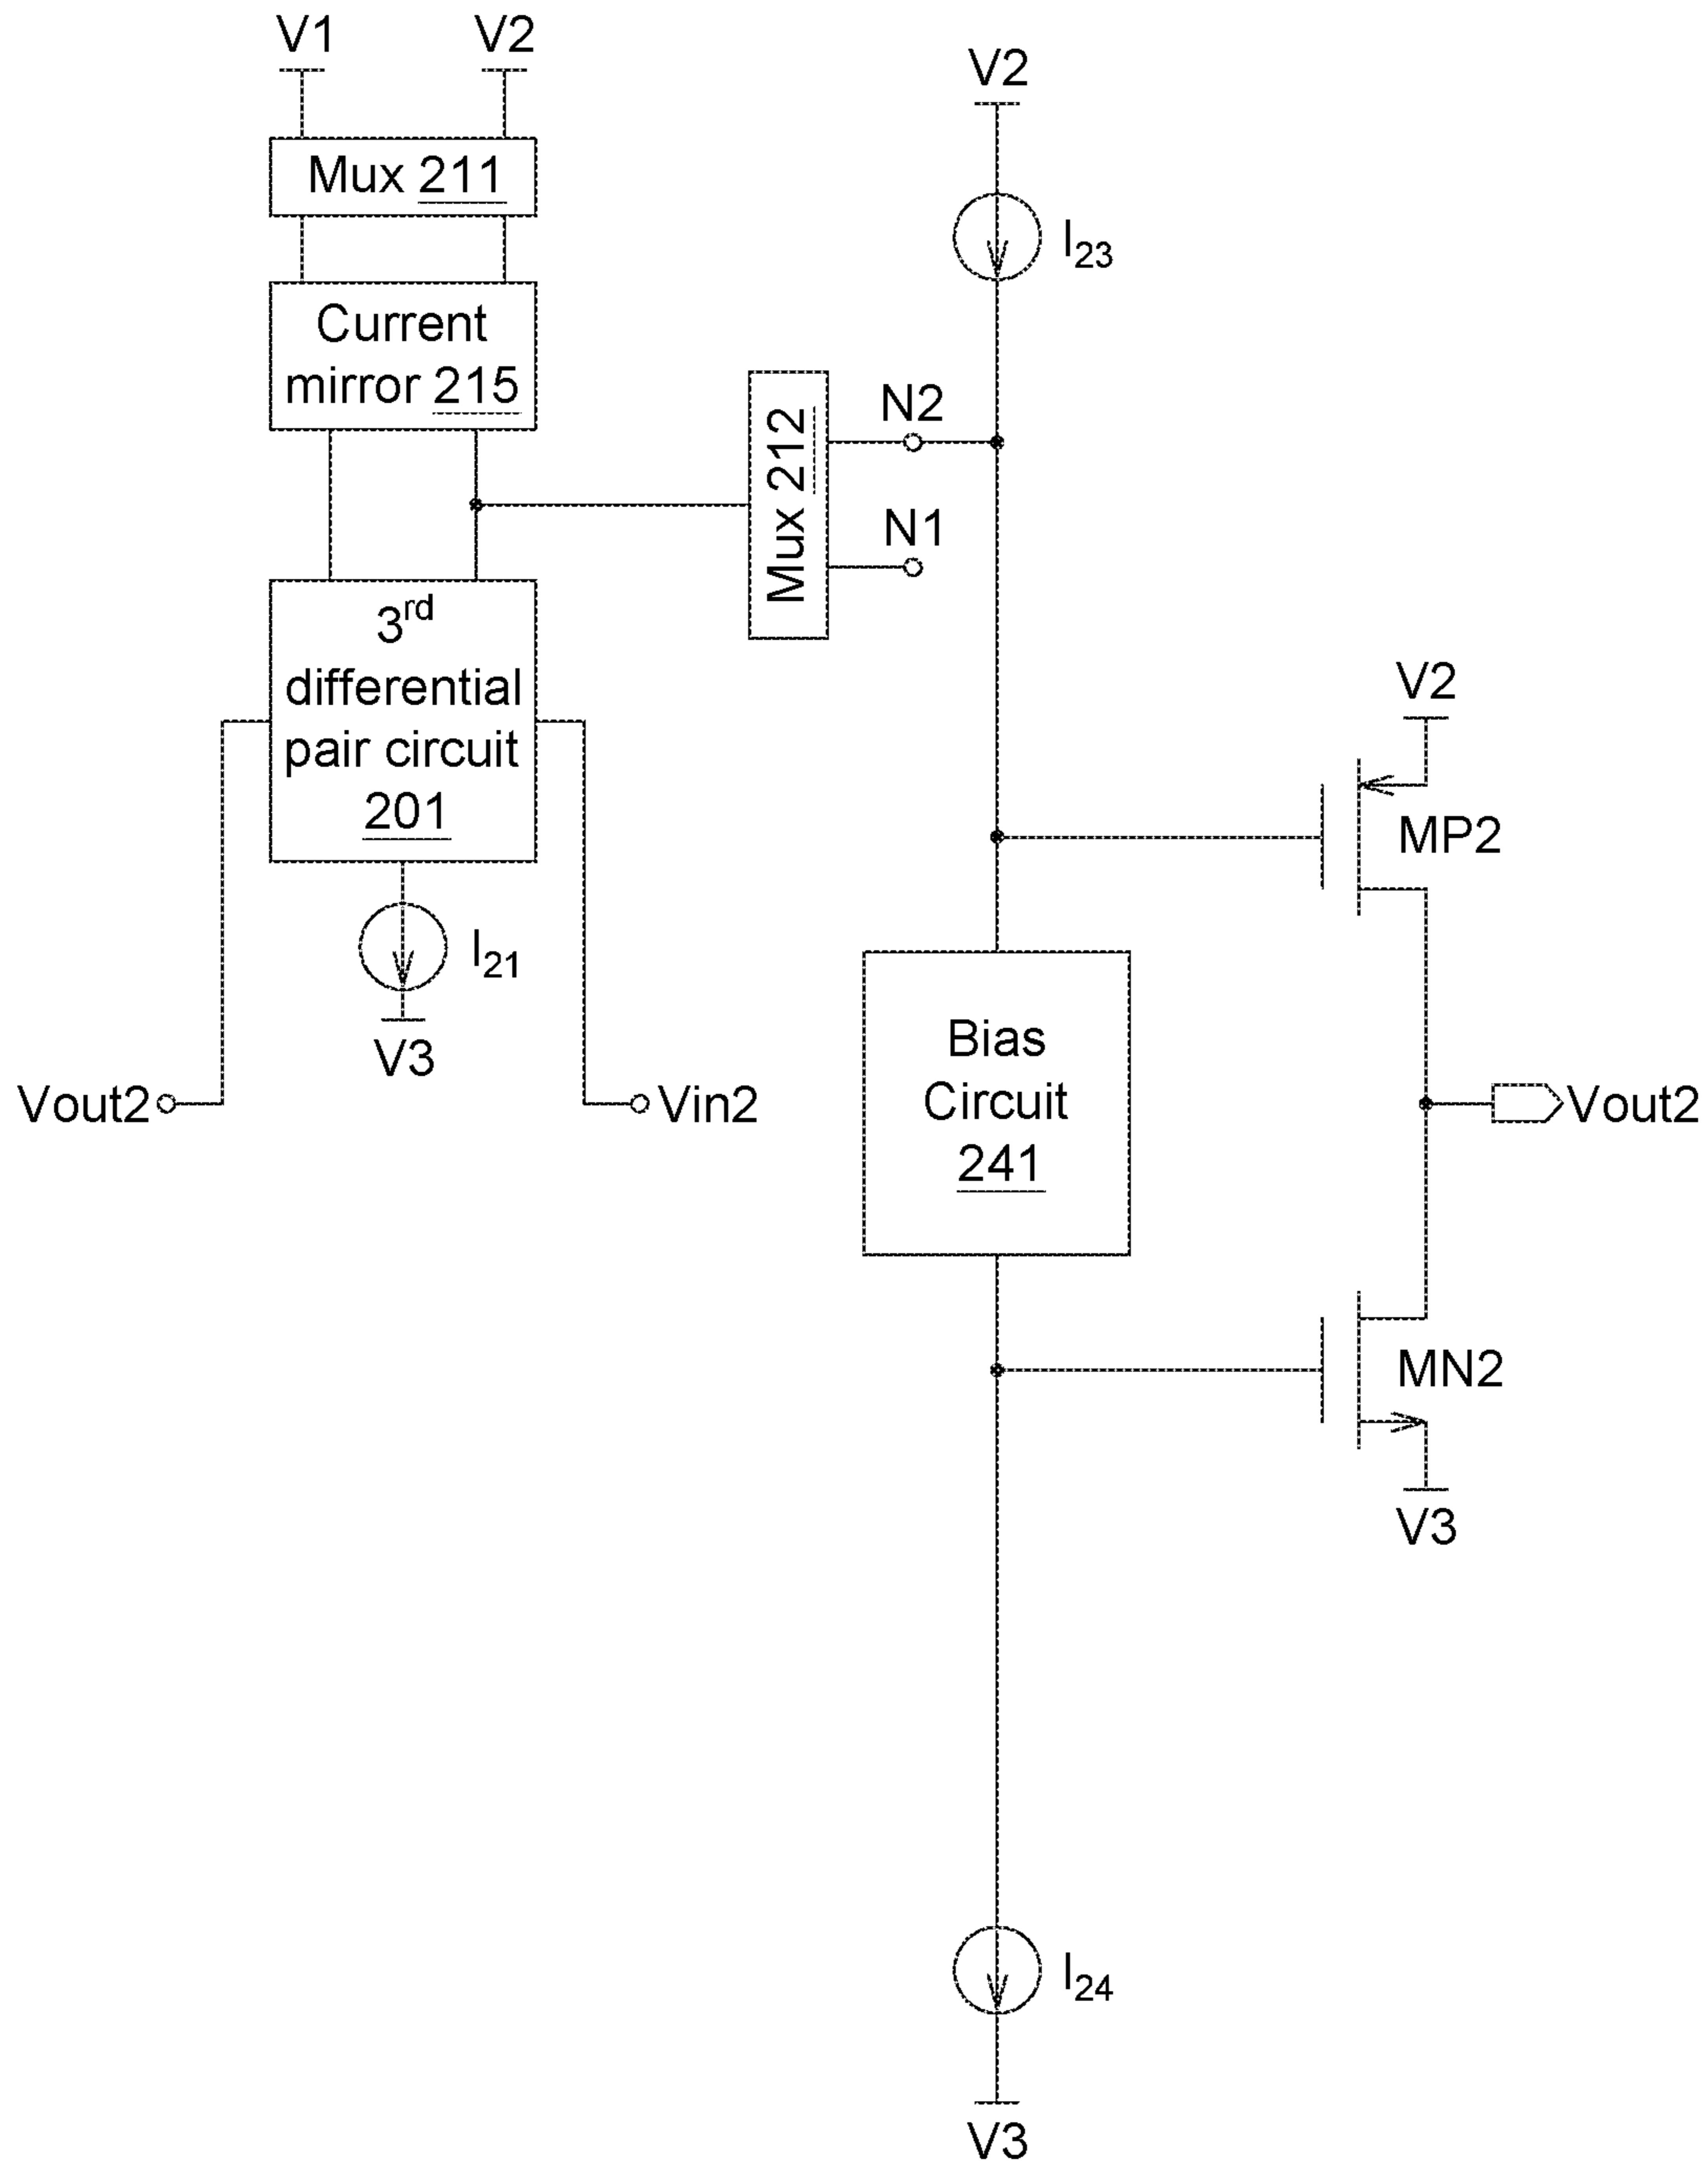 V1 V2
Mux 211
Current
mirror 215
3rd
differential
pair circuit
201
I21
V3
Vout2
Vin2
Mux 212
N2
N1
V2
I23
Bias
Circuit
241
V2
MP2
Vout2
MN2
V3
I24
V3